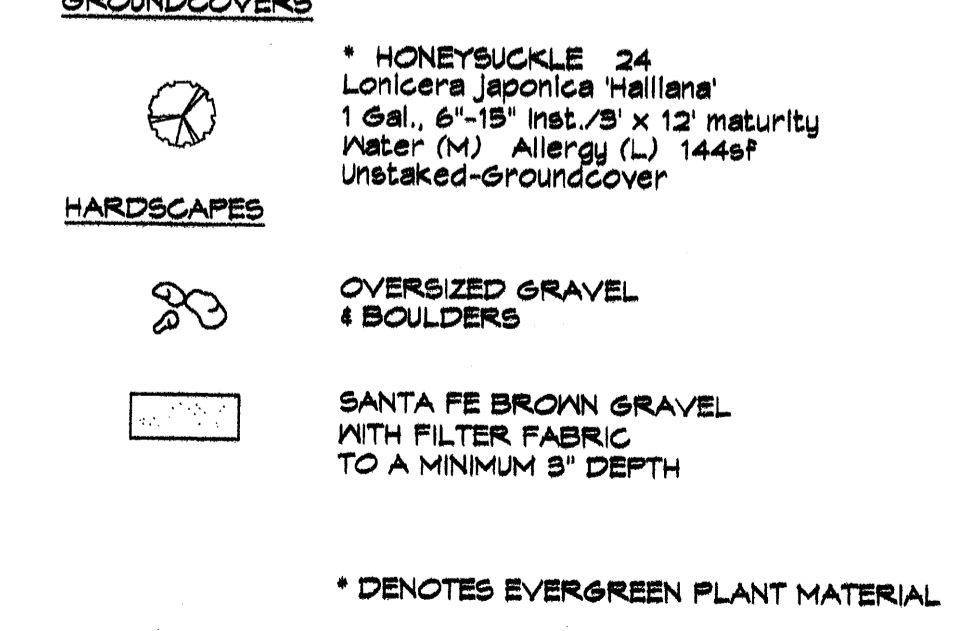 GROUNDCOVERS
* HONEYSUCKLE 24
Lonicera japonica 'Halliana'
1 Gal., 6"-15" Inst./3' x 12' maturity
Water (M) Allergy (L) 144sf
Unstaked-Groundcover
HARDSCAPES
OVERSIZED GRAVEL
& BOULDERS
SANTA FE BROWN GRAVEL
WITH FILTER FABRIC
TO A MINIMUM 3" DEPTH
* DENOTES EVERGREEN PLANT MATERIAL